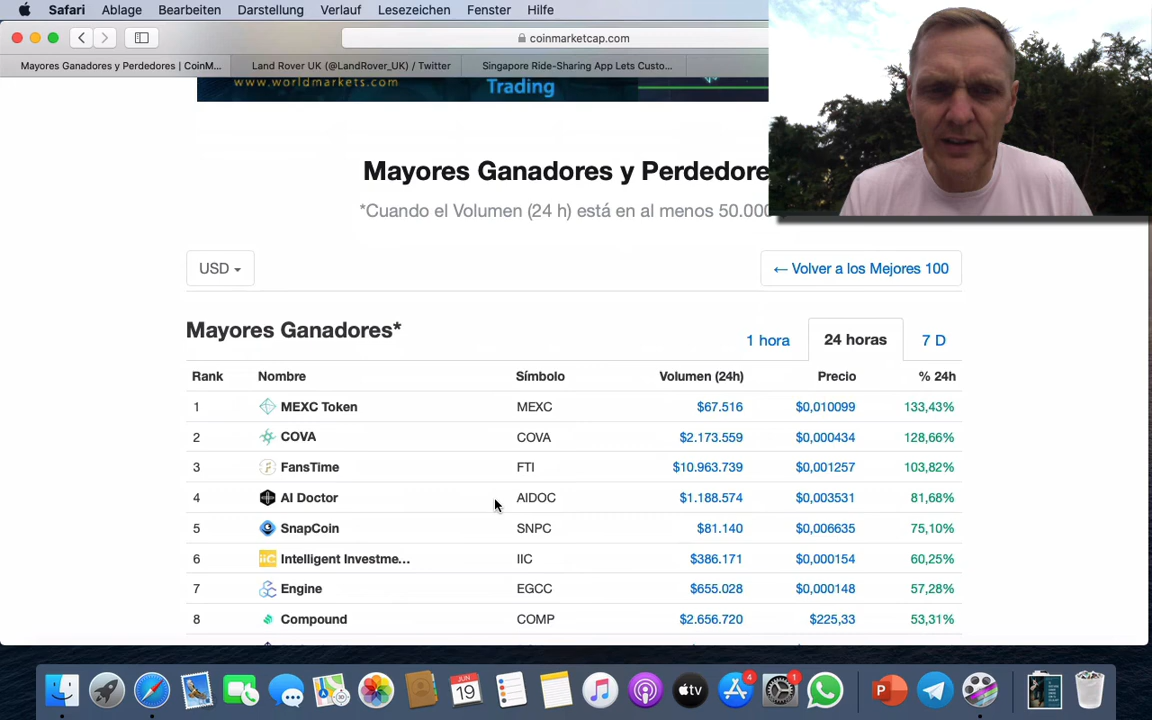 Safari Ablage Bearbeiten Darstellung Verlauf Lesezeichen Fenster Hilfe
coinmarketcap.com
Mayores Ganadores y Perdedores | CoinM... Land Rover UK (@LandRover_UK) / Twitter Singapore Ride-Sharing App Lets Custo...
www.worldmarkets.com Trading
Mayores Ganadores y Perdedore
*Cuando el Volumen (24 h) está en al menos 50.000
USD ← Volver a los Mejores 100
Mayores Ganadores* 1 hora 24 horas 7 D
Rank Nombre Símbolo Volumen (24h) Precio % 24h
1 MEXC Token MEXC $67.516 $0,010099 133,43%
2 COVA COVA $2.173.559 $0,000434 128,66%
3 FansTime FTI $10.963.739 $0,001257 103,82%
4 AI Doctor AIDOC $1.188.574 $0,003531 81,68%
5 SnapCoin SNPC $81.140 $0,006635 75,10%
6 iiC Intelligent Investme... IIC $386.171 $0,000154 60,25%
7 Engine EGCC $655.028 $0,000148 57,28%
8 Compound COMP $2.656.720 $225,33 53,31%
JUN 19 tv 4 1 P